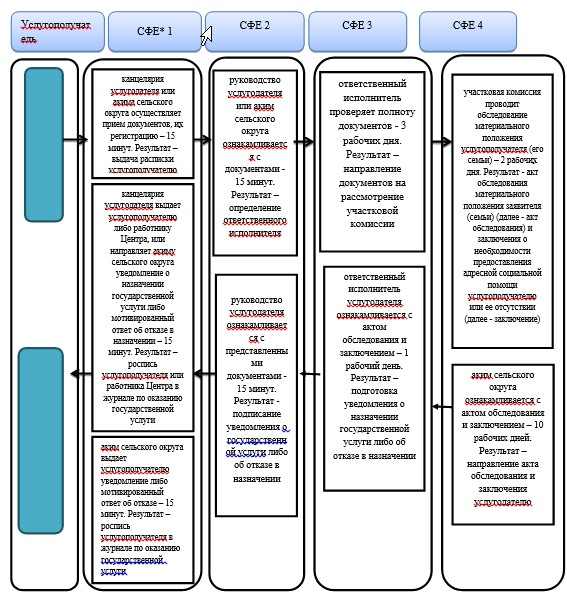 Услугополучат
ель
СФЕ* 1
СФЕ 2
СФЕ 3
СФЕ 4
канцелярия
услугодателя или
акима сельского
округа осуществляет
прием документов, их
регистрацию – 15
минут. Результат –
выдача расписки
услугополучателю
канцелярия
услугодателя выдает
услугополучателю
либо работнику
Центра, или
направляет акиму
сельского округа
уведомление о
назначении
государственной
услуги либо
мотивированный
ответ об отказе в
назначении – 15
минут. Результат –
роспись
услугополучателя или
работника Центра в
журнале по оказанию
государственной
услуги
аким сельского округа
выдает
услугополучателю
уведомление либо
мотивированный
ответ об отказе – 15
минут. Результат –
роспись
услугополучателя в
журнале по оказанию
государственной
услуги
руководство
услугодателя
или аким
сельского
округа
ознакамливаетс
я с
документами -
15 минут.
Результат –
определение
ответственного
исполнителя
руководство
услугодателя
ознакамливает
ся с
представленны
ми
документами -
15 минут.
Результат -
подписание
уведомления о
государственн
ой услуги либо
об отказе в
назначении
ответственный
исполнитель
проверяет полноту
документов - 3
рабочих дня.
Результат –
направление
документов на
рассмотрение
участковой
комиссии
ответственный
исполнитель
услугодателя
ознакамливается с
актом
обследования и
заключением – 1
рабочий день.
Результат –
подготовка
уведомления о
назначении
государственной
услуги либо об
отказе в назначении
участковая комиссия
проводит
обследование
материального
положения
услугополучателя (его
семьи) – 2 рабочих
дня. Результат - акт
обследования
материального
положения заявителя
(семьи) (далее - акт
обследования) и
заключения о
необходимости
предоставления
адресной социальной
помощи
услугополучателю
или ее отсутствии
(далее - заключение)
аким сельского
округа
ознакамливается с
актом обследования
и заключением – 10
рабочих дней.
Результат –
направление акта
обследования и
заключения
услугодателю